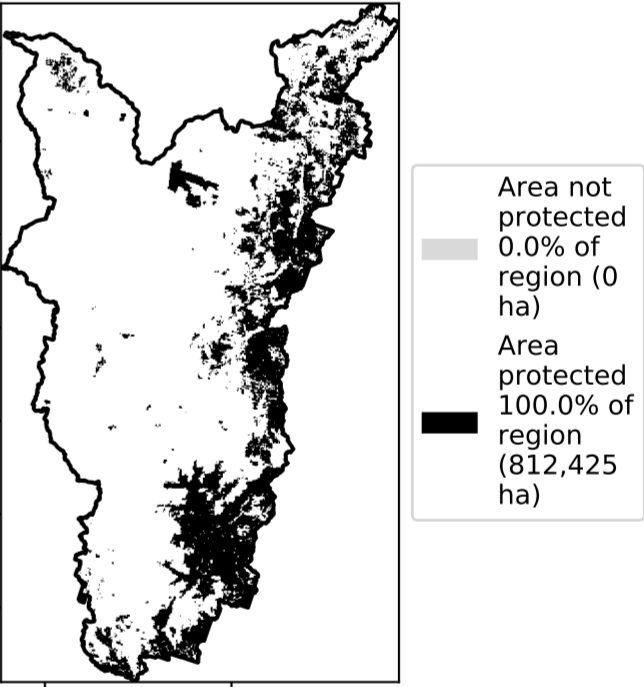 Area not
protected
0.0% of
region (0
ha)
Area
protected
100.0% of
region
(812,425
ha)